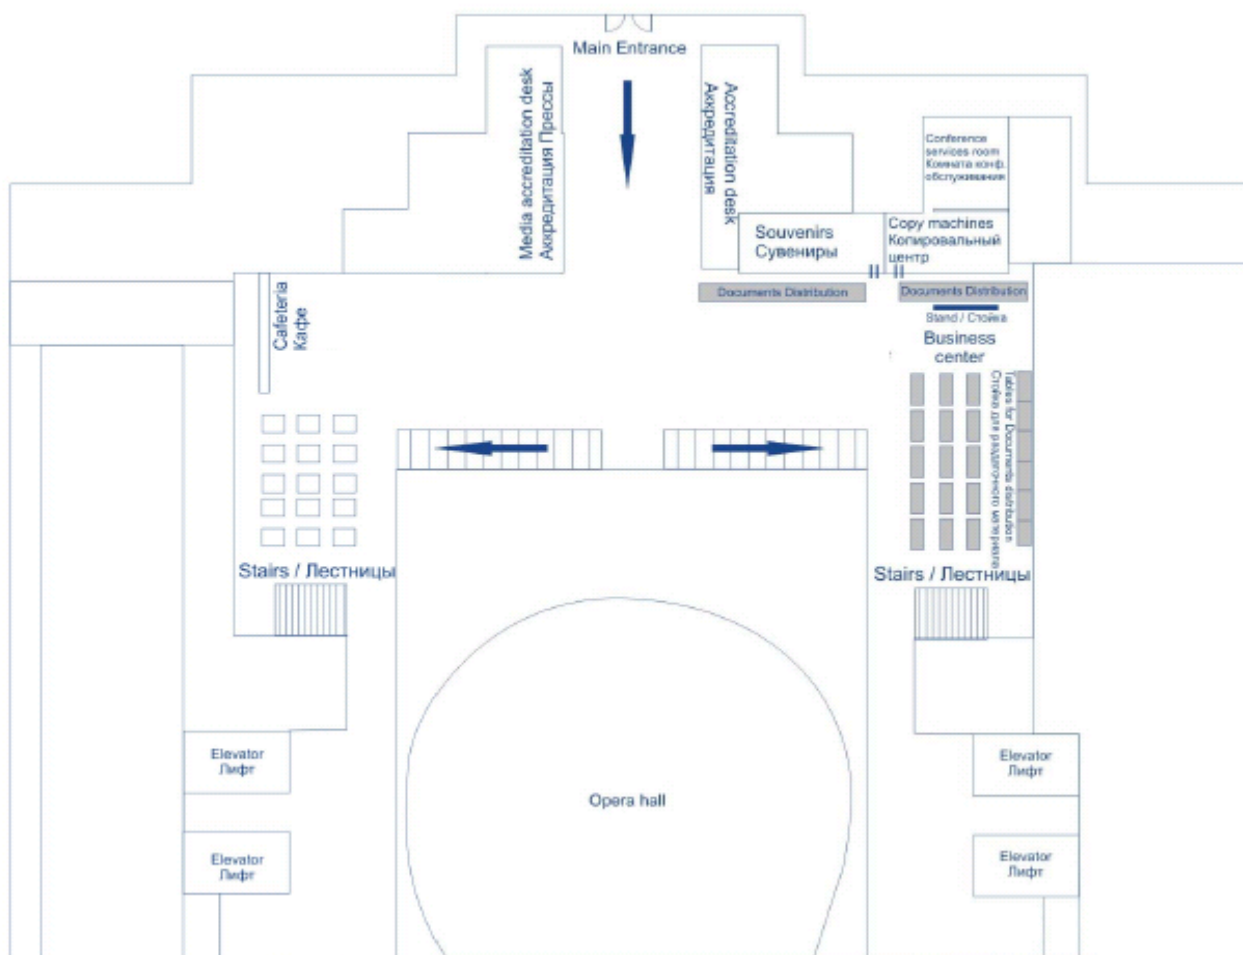 Main Entrance
Media accreditation desk
Аккредитация Прессы
Accreditation desk
Аккредитация
Conference
services room
Комната конф.
обслуживания
Souvenirs
Сувениры
Copy machines
Копировальный
центр
Documents Distribution
Documents Distribution
Stand / Стойка
Business
center
Cafeteria
Кафе
Tables for Documents distribution
Стойка для раздаточного материала
Stairs / Лестницы
Stairs / Лестницы
Elevator
Лифт
Elevator
Лифт
Opera hall
Elevator
Лифт
Elevator
Лифт